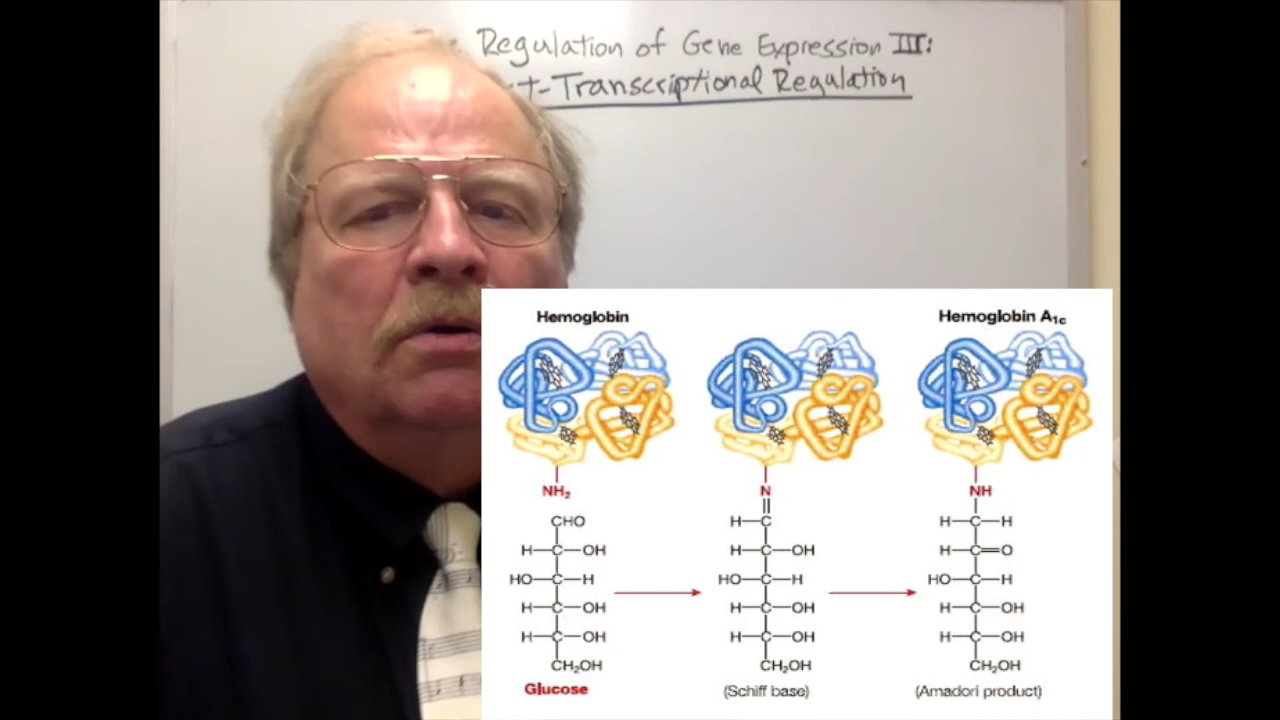 Regulation of Gene Expression III:
-Transcriptional Regulation
Hemoglobin
Hemoglobin A1c
NH2
N
NH
CHO
H—C
H—C—H
H—C—OH
H—C—OH
H—C=O
HO—C—H
HO—C—H
HO—C—H
H—C—OH
H—C—OH
H—C—OH
H—C—OH
H—C—OH
H—C—OH
CH2OH
CH2OH
CH2OH
Glucose
(Schiff base)
(Amadori product)